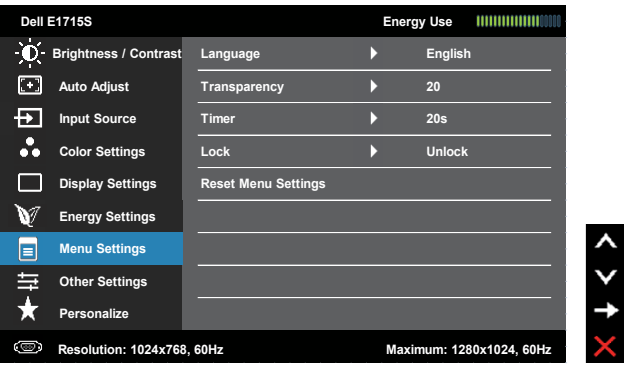 Dell E1715S Energy Use
Brightness / Contrast Language English
Auto Adjust Transparency 20
Input Source Timer 20s
Color Settings Lock Unlock
Display Settings Reset Menu Settings
Energy Settings
Menu Settings
Other Settings
Personalize
Resolution: 1024x768, 60Hz Maximum: 1280x1024, 60Hz